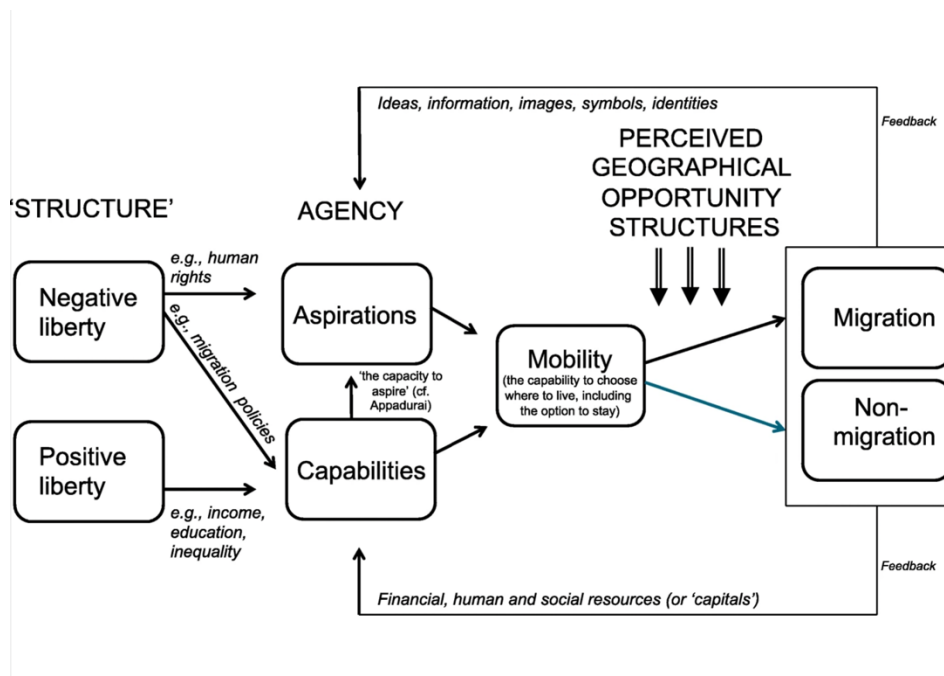 Ideas, information, images, symbols, identities
Feedback
PERCEIVED
GEOGRAPHICAL
OPPORTUNITY
STRUCTURES
'STRUCTURE'
AGENCY
e.g., human
rights
Negative
liberty
e.g., migration policies
Aspirations
Migration
Mobility
(the capability to choose
where to live, including
the option to stay)
'the capacity to
aspire' (cf.
Appadurai)
Non-
migration
Positive
liberty
Capabilities
e.g., income,
education,
inequality
Feedback
Financial, human and social resources (or 'capitals')